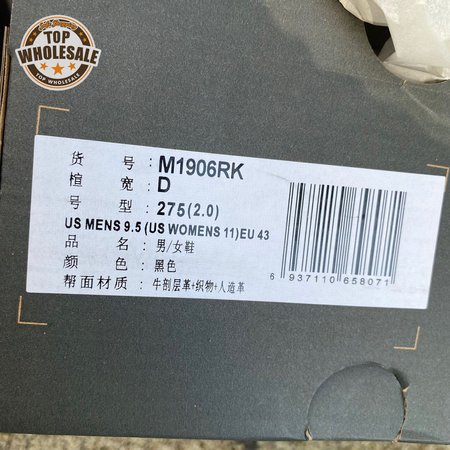 TOP
WHOLESALE
TOP WHOLESALE
货 号 : M1906RK
楦 宽 : D
号 型 : 275(2.0)
US MENS 9.5 (US WOMENS 11) EU 43
品 名 : 男/女鞋
颜 色 : 黑色
帮面材质 : 牛剖层革+织物+人造革
6 937110 658071